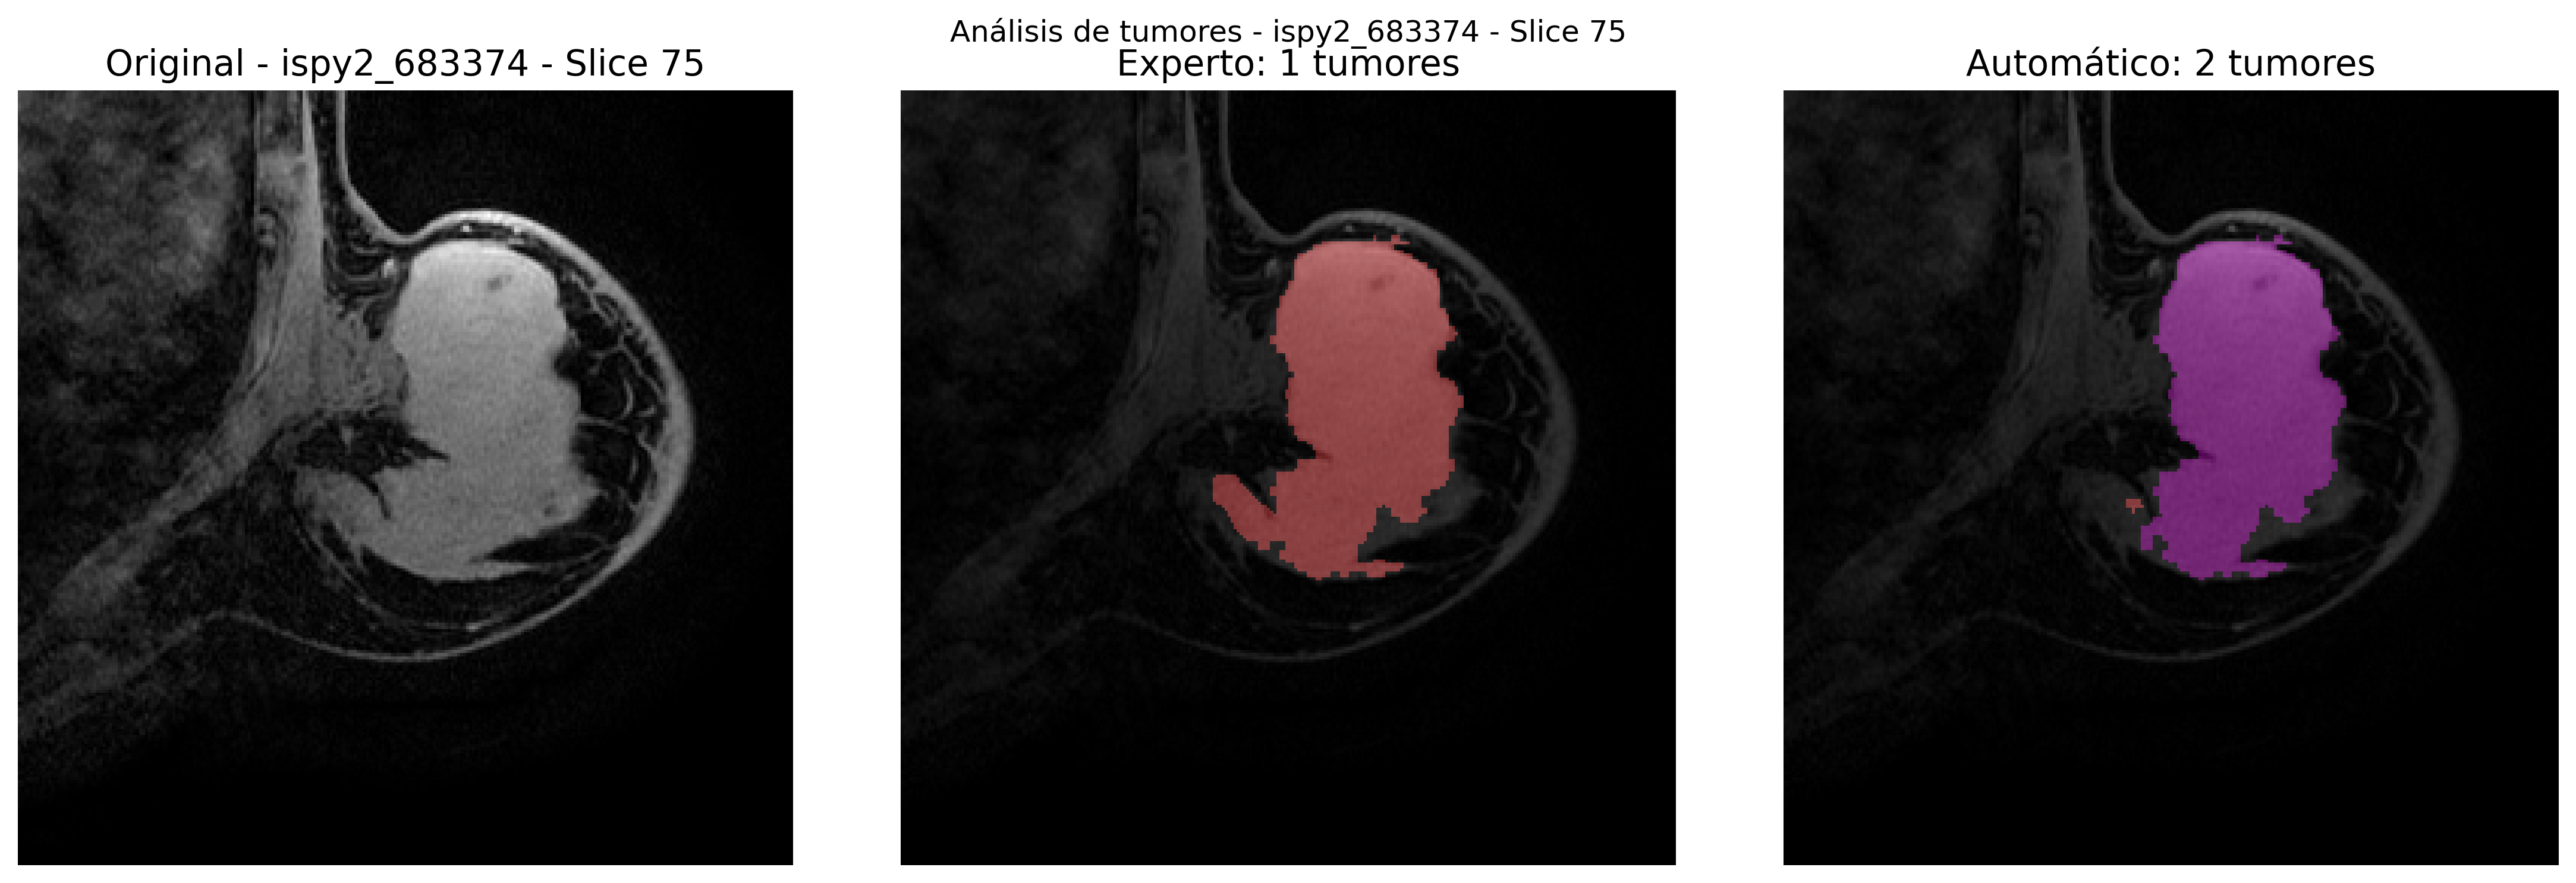 Análisis de tumores - ispy2_683374 - Slice 75
Original - ispy2_683374 - Slice 75
Experto: 1 tumores
Automático: 2 tumores